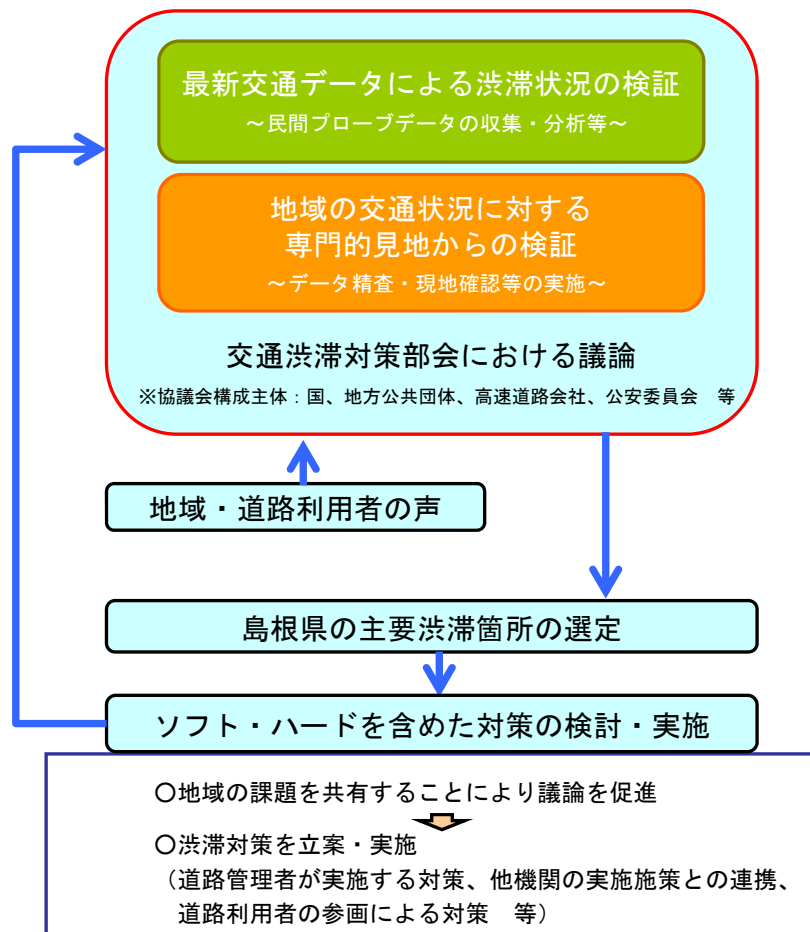 最新交通データによる渋滞状況の検証
～民間プローブデータの収集・分析等～
地域の交通状況に対する
専門的見地からの検証
～データ精査・現地確認等の実施～
交通渋滞対策部会における議論
※協議会構成主体：国、地方公共団体、高速道路会社、公安委員会　等
地域・道路利用者の声
島根県の主要渋滞箇所の選定
ソフト・ハードを含めた対策の検討・実施
○地域の課題を共有することにより議論を促進
○渋滞対策を立案・実施
（道路管理者が実施する対策、他機関の実施施策との連携、
道路利用者の参画による対策　等）